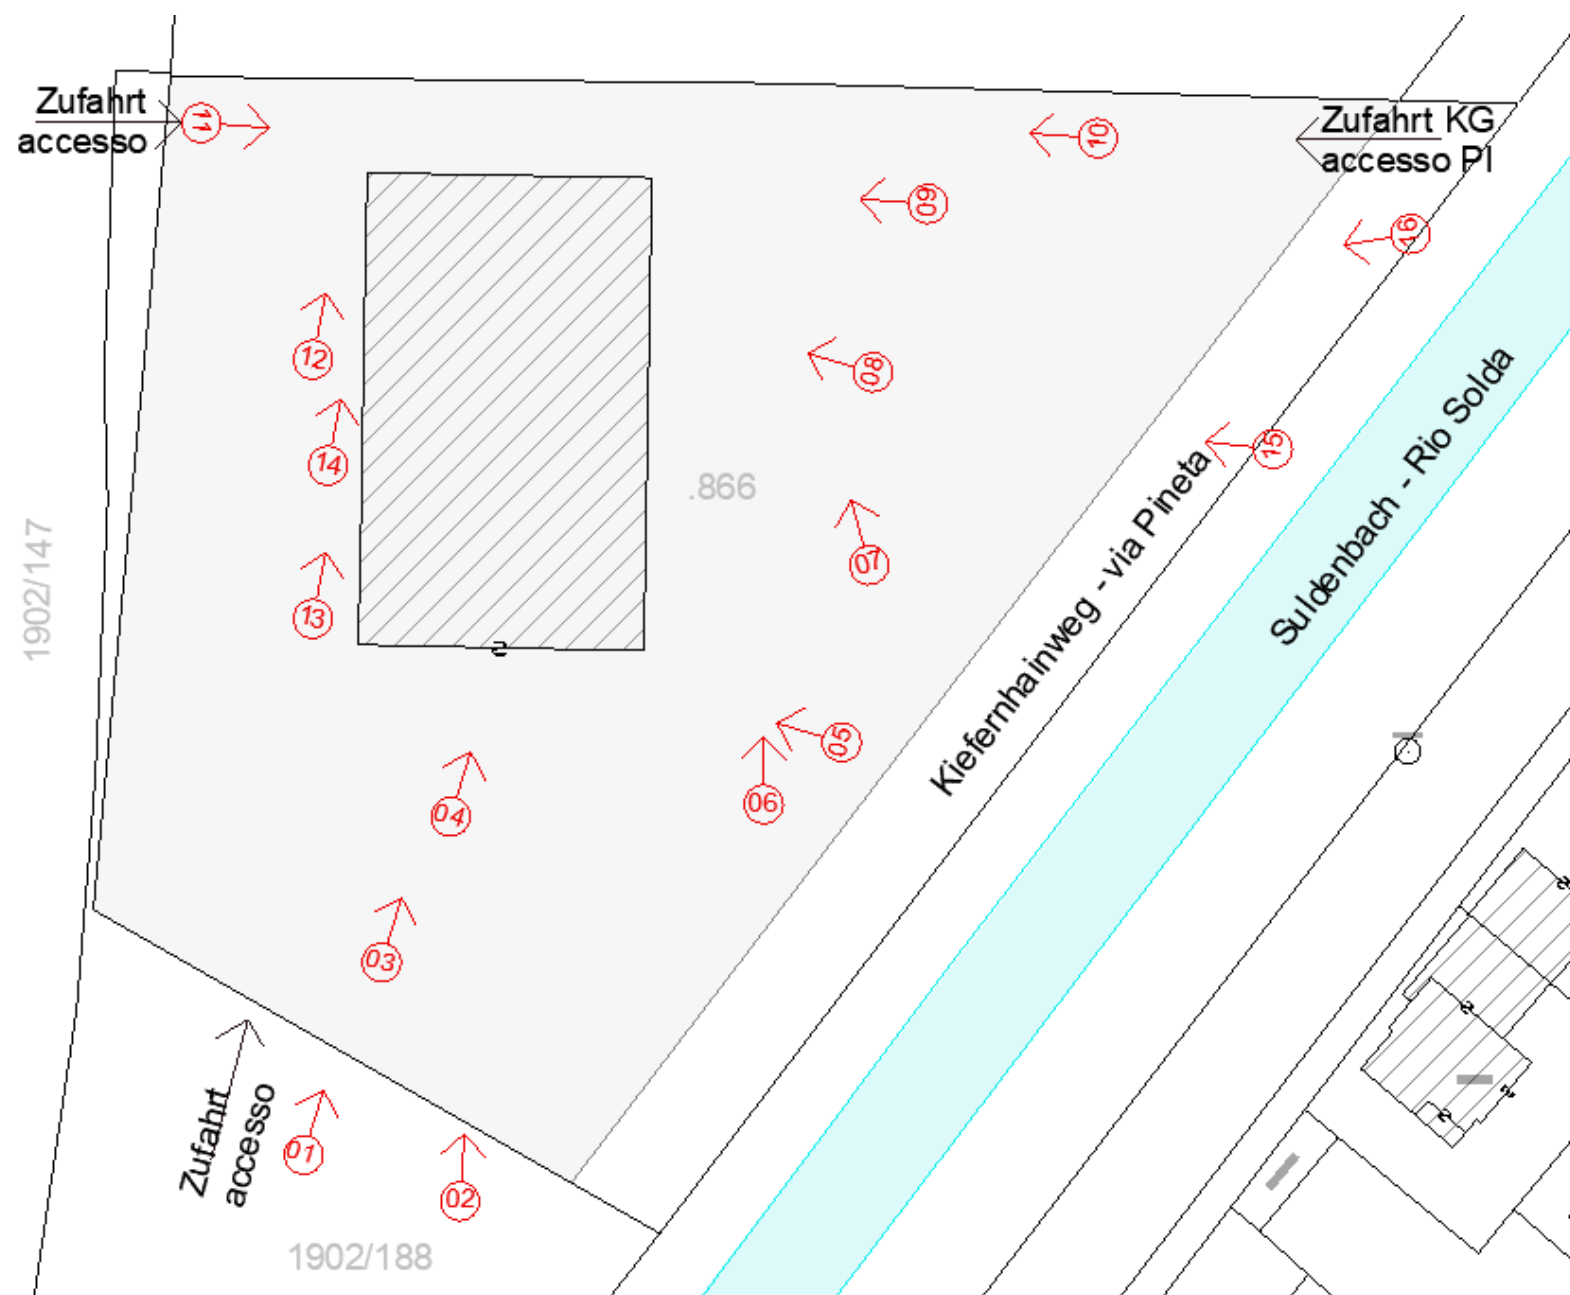 Zufahrt
accesso
11
10
Zufahrt KG
accesso PI
09
16
12
08
14
15
.866
07
13
1902/147
Kiefernhainweg - via Pineta
Suldenbach - Rio Solda
05
06
04
03
Zufahrt
accesso
01
02
1902/188